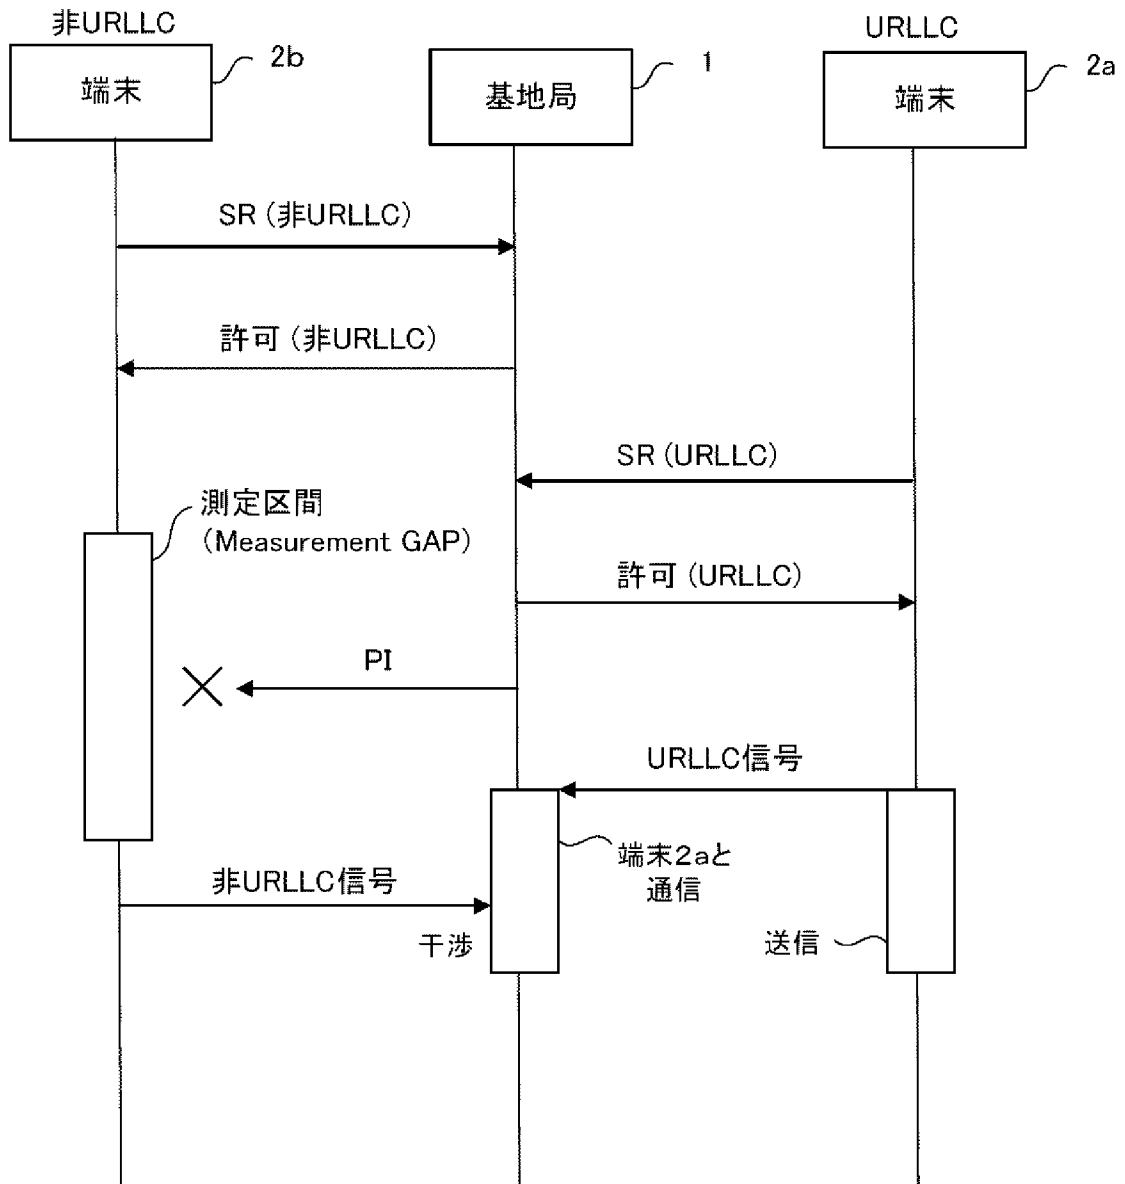 非URLLC
URLLC
端末
2b
基地局
1
端末
2a
SR (非URLLC)
許可 (非URLLC)
SR (URLLC)
測定区間
(Measurement GAP)
許可 (URLLC)
PI
URLLC信号
端末2aと
通信
非URLLC信号
干渉
送信